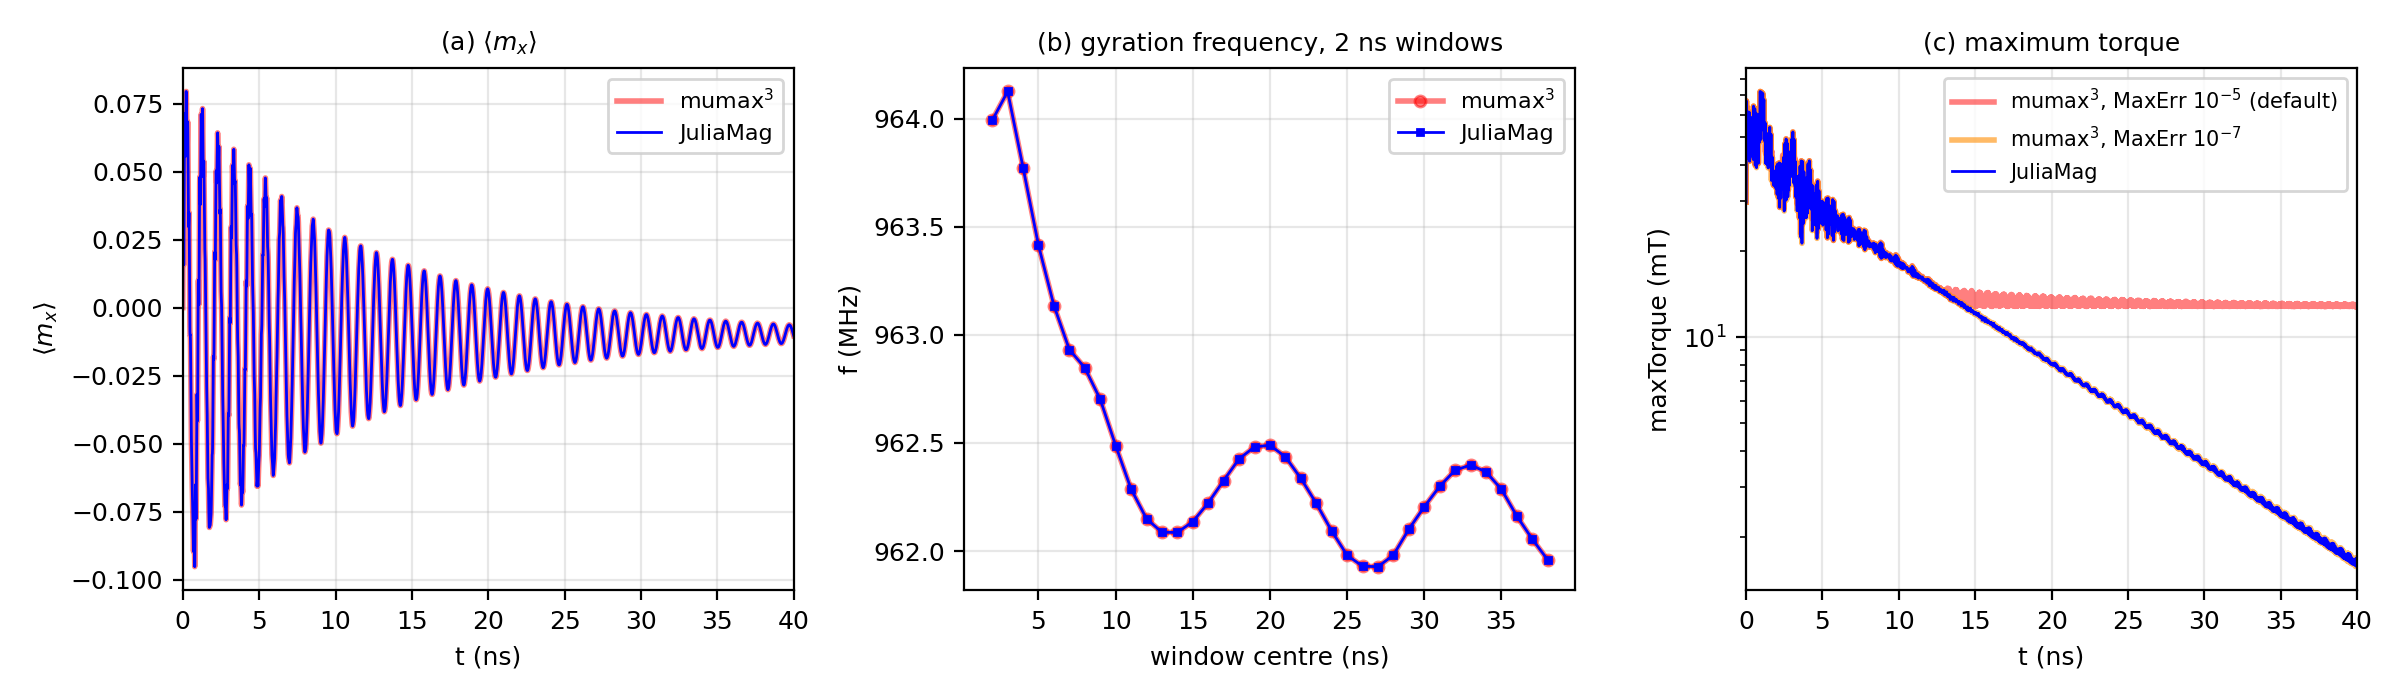 (a) ⟨mₓ⟩
0.075
0.050
0.025
0.000
−0.025
−0.050
−0.075
−0.100
⟨mₓ⟩
mumax³
JuliaMag
0 5 10 15 20 25 30 35 40
t (ns)
(b) gyration frequency, 2 ns windows
964.0
963.5
963.0
962.5
962.0
f (MHz)
mumax³
JuliaMag
5 10 15 20 25 30 35
window centre (ns)
(c) maximum torque
10¹
maxTorque (mT)
mumax³, MaxErr 10⁻⁵ (default)
mumax³, MaxErr 10⁻⁷
JuliaMag
0 5 10 15 20 25 30 35 40
t (ns)